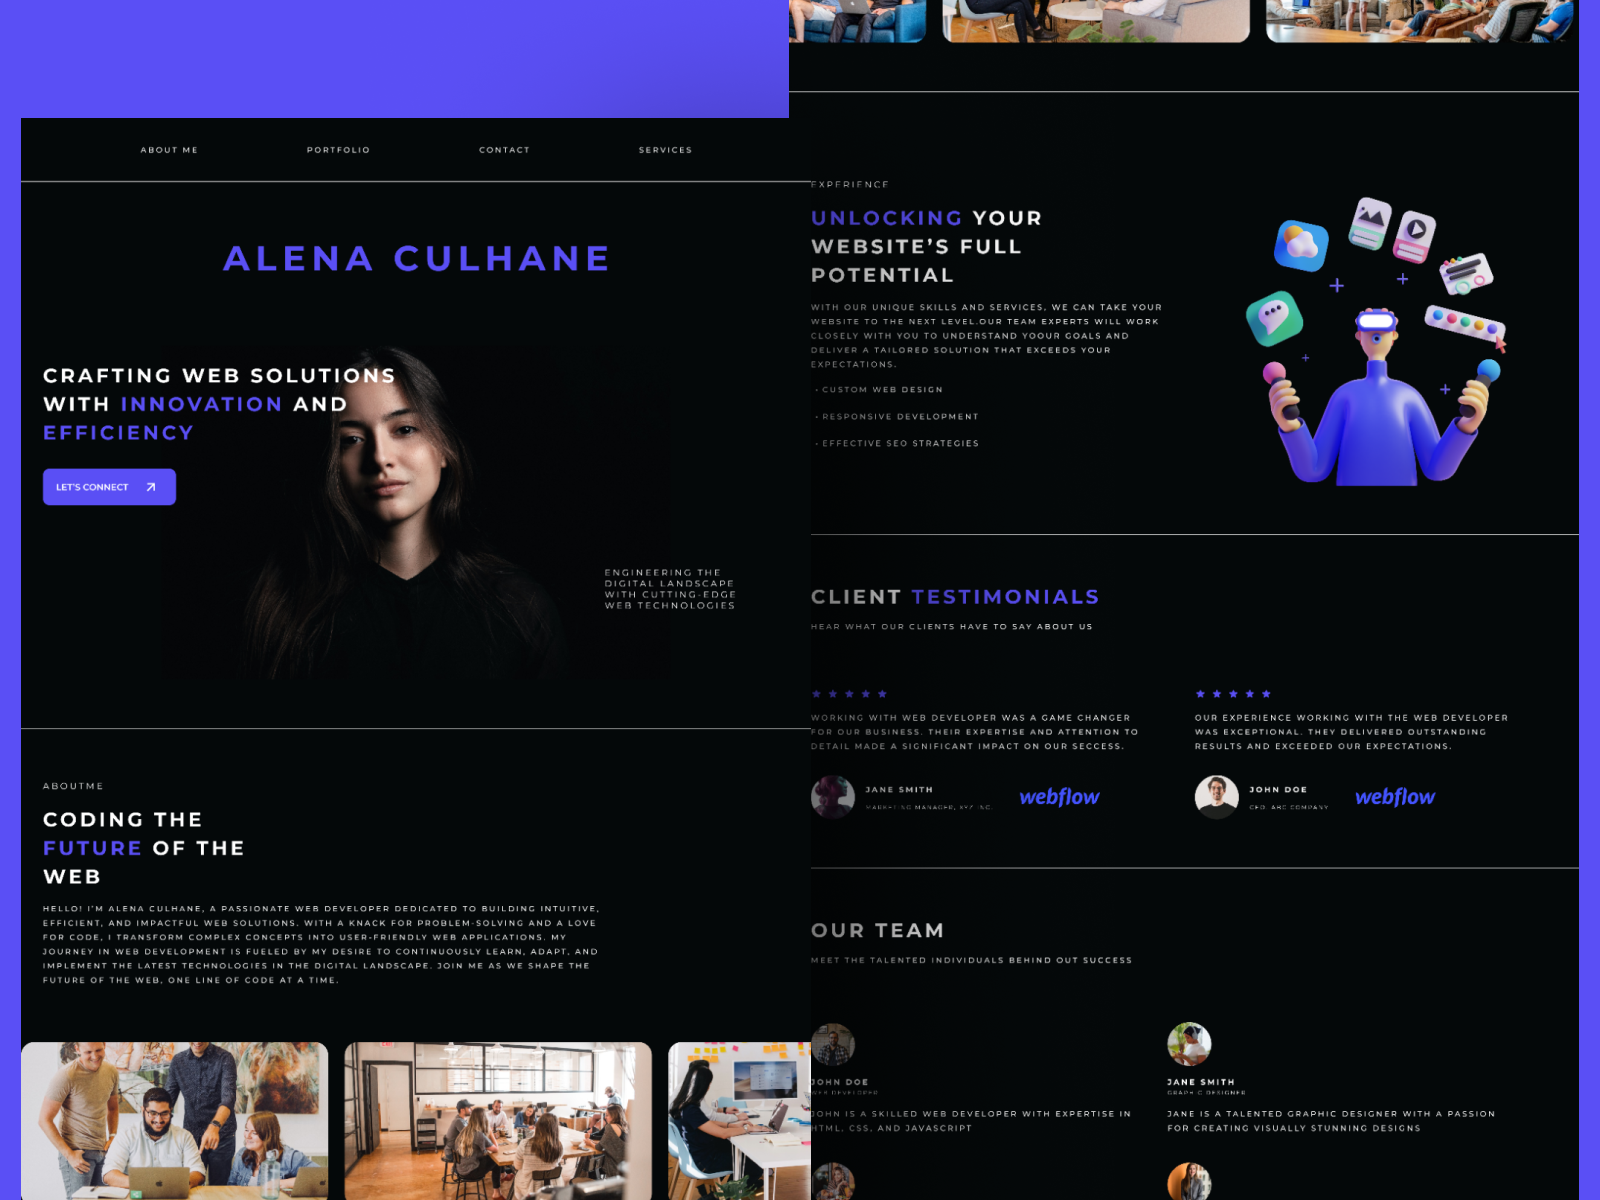 ABOUT ME
PORTFOLIO
CONTACT
SERVICES
ALENA CULHANE
CRAFTING WEB SOLUTIONS
WITH INNOVATION AND
EFFICIENCY
LET'S CONNECT
ENGINEERING THE
DIGITAL LANDSCAPE
WITH CUTTING-EDGE
WEB TECHNOLOGIES
ABOUTME
CODING THE
FUTURE OF THE
WEB
HELLO! I'M ALENA CULHANE, A PASSIONATE WEB DEVELOPER DEDICATED TO BUILDING INTUITIVE,
EFFICIENT, AND IMPACTFUL WEB SOLUTIONS. WITH A KNACK FOR PROBLEM-SOLVING AND A LOVE
FOR CODE, I TRANSFORM COMPLEX CONCEPTS INTO USER-FRIENDLY WEB APPLICATIONS. MY
JOURNEY IN WEB DEVELOPMENT IS FUELED BY MY DESIRE TO CONTINUOUSLY LEARN, ADAPT, AND
IMPLEMENT THE LATEST TECHNOLOGIES IN THE DIGITAL LANDSCAPE. JOIN ME AS WE SHAPE THE
FUTURE OF THE WEB, ONE LINE OF CODE AT A TIME.
EXPERIENCE
UNLOCKING YOUR
WEBSITE'S FULL
POTENTIAL
WITH OUR UNIQUE SKILLS AND SERVICES, WE CAN TAKE YOUR
WEBSITE TO THE NEXT LEVEL.OUR TEAM EXPERTS WILL WORK
CLOSELY WITH YOU TO UNDERSTAND YOOUR GOALS AND
DELIVER A TAILORED SOLUTION THAT EXCEEDS YOUR
EXPECTATIONS.
• CUSTOM WEB DESIGN
• RESPONSIVE DEVELOPMENT
• EFFECTIVE SEO STRATEGIES
CLIENT TESTIMONIALS
HEAR WHAT OUR CLIENTS HAVE TO SAY ABOUT US
WORKING WITH WEB DEVELOPER WAS A GAME CHANGER
FOR OUR BUSINESS. THEIR EXPERTISE AND ATTENTION TO
DETAIL MADE A SIGNIFICANT IMPACT ON OUR SECCESS.
JANE SMITH
MARKETING MANAGER, XYZ INC.
webflow
OUR EXPERIENCE WORKING WITH THE WEB DEVELOPER
WAS EXCEPTIONAL. THEY DELIVERED OUTSTANDING
RESULTS AND EXCEEDED OUR EXPECTATIONS.
JOHN DOE
CEO, ABC COMPANY
webflow
OUR TEAM
MEET THE TALENTED INDIVIDUALS BEHIND OUT SUCCESS
JOHN DOE
WEB DEVELOPER
JOHN IS A SKILLED WEB DEVELOPER WITH EXPERTISE IN
HTML, CSS, AND JAVASCRIPT
JANE SMITH
GRAPHIC DESIGNER
JANE IS A TALENTED GRAPHIC DESIGNER WITH A PASSION
FOR CREATING VISUALLY STUNNING DESIGNS